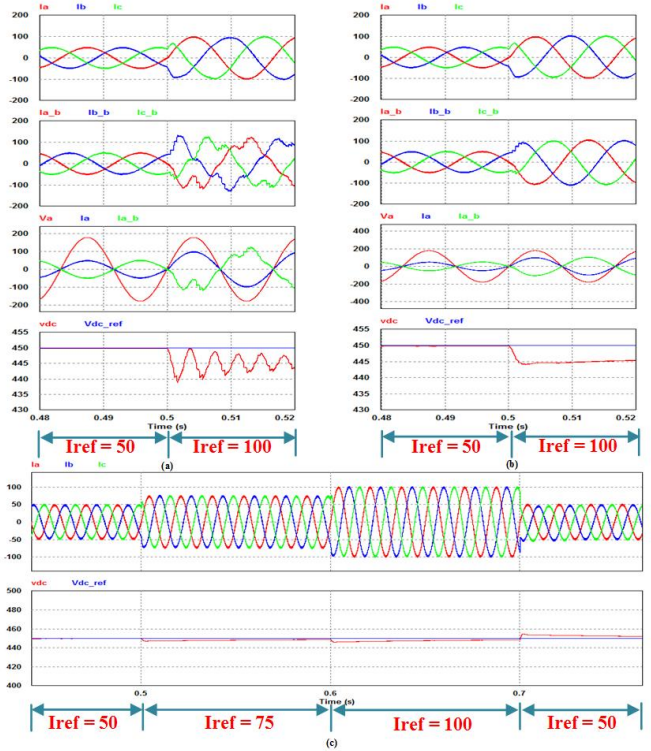 Ia Ib Ic
200
100
0
-100
200
Ia_b Ib_b Ic_b
200
100
0
-100
200
Va Ia Ia_b
200
100
0
-100
-200
vdc Vdc_ref
455
450
445
440
435
430
0.48 0.49 0.5 0.51 0.52
Time (s)
Iref = 50 Iref = 100
(a)
Ia Ib Ic
200
100
0
-100
200
Ia_b Ib_b Ic_b
200
100
0
-100
200
Va Ia Ia_b
400
200
0
-200
-400
vdc Vdc_ref
455
450
445
440
435
430
0.48 0.49 0.5 0.51 0.52
Time (s)
Iref = 50 Iref = 100
(b)
Ia Ib Ic
100
50
0
-50
-100
vdc Vdc_ref
500
480
460
440
420
400
0.5 0.6 0.7
Time (s)
Iref = 50 Iref = 75 Iref = 100 Iref = 50
(c)